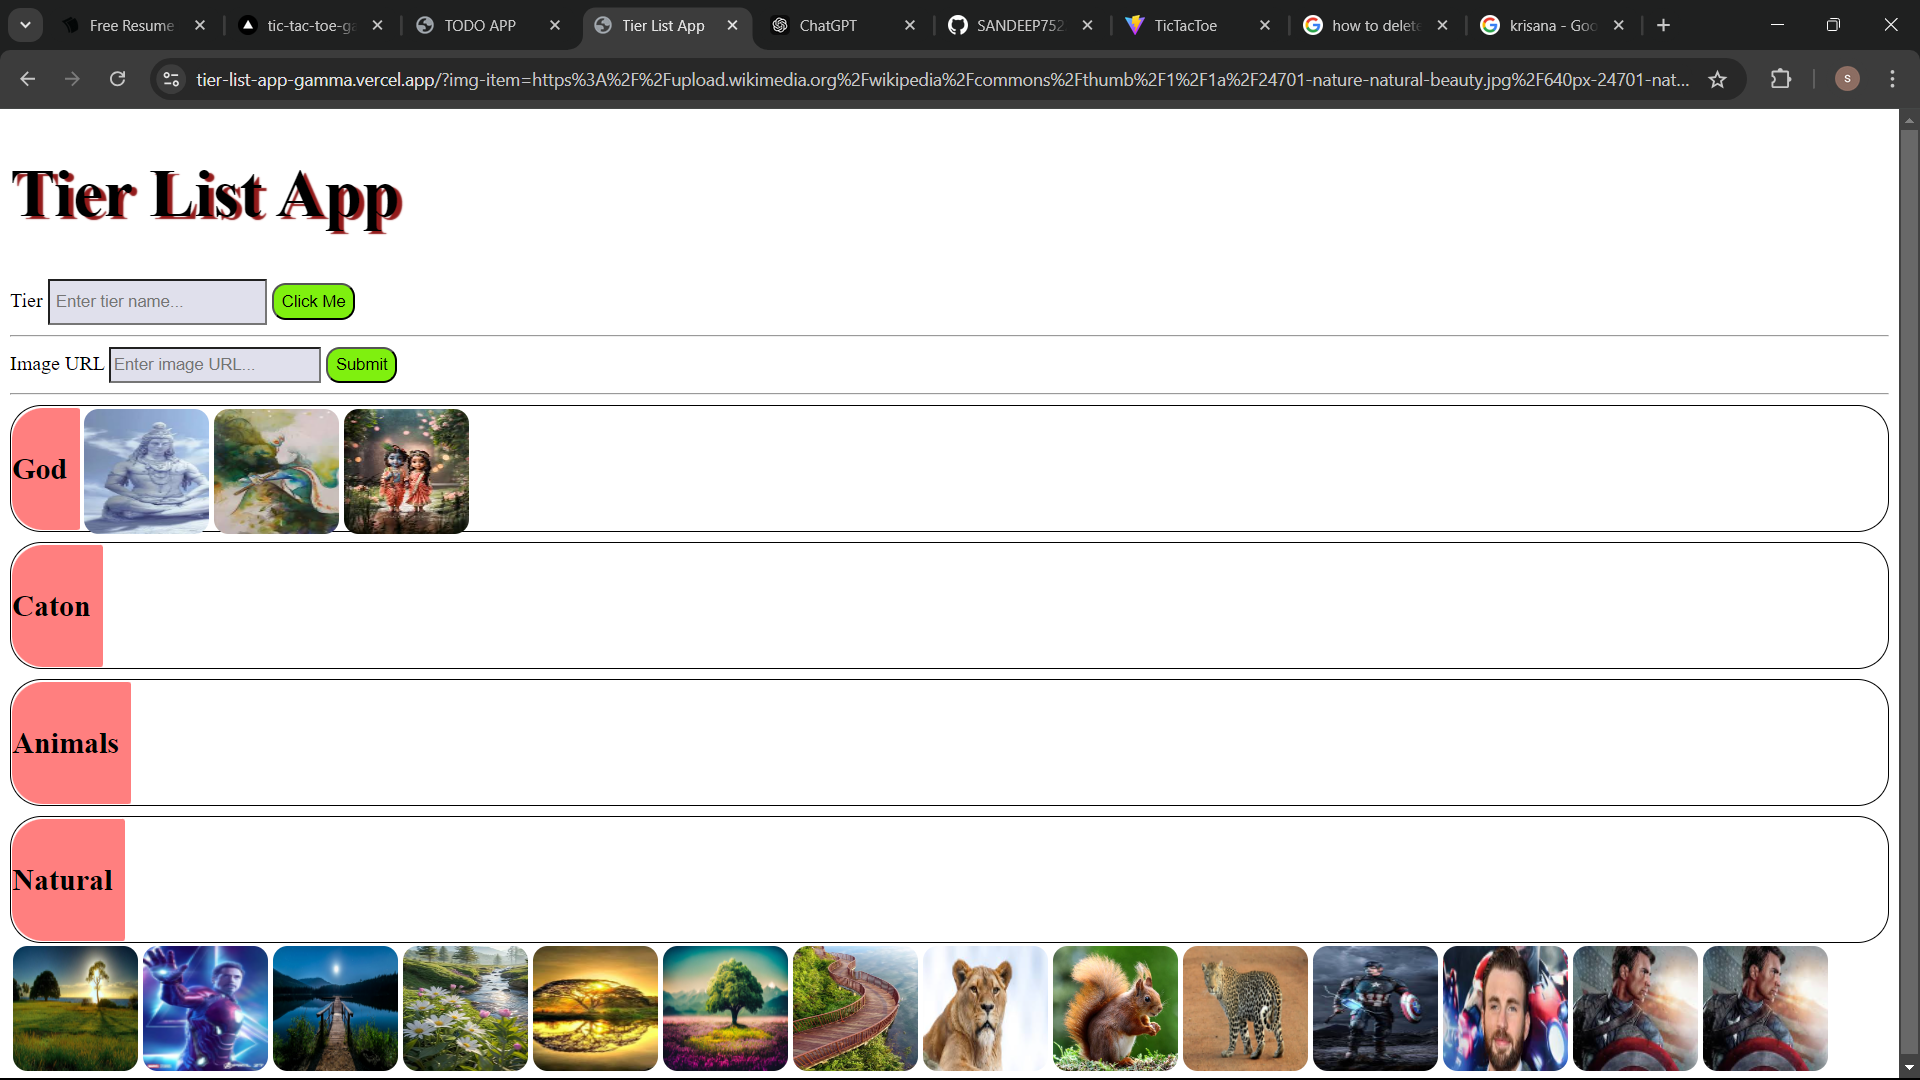 Free Resume
tic-tac-toe-ga
TODO APP
Tier List App
ChatGPT
SANDEEP752
TicTacToe
how to delete
krisana - Goo
tier-list-app-gamma.vercel.app/?img-item=https%3A%2F%2Fupload.wikimedia.org%2Fwikipedia%2Fcommons%2Fthumb%2F1%2F1a%2F24701-nature-natural-beauty.jpg%2F640px-24701-nat...
S
Tier List App
Tier Enter tier name... Click Me
Image URL Enter image URL... Submit
God
Caton
Animals
Natural